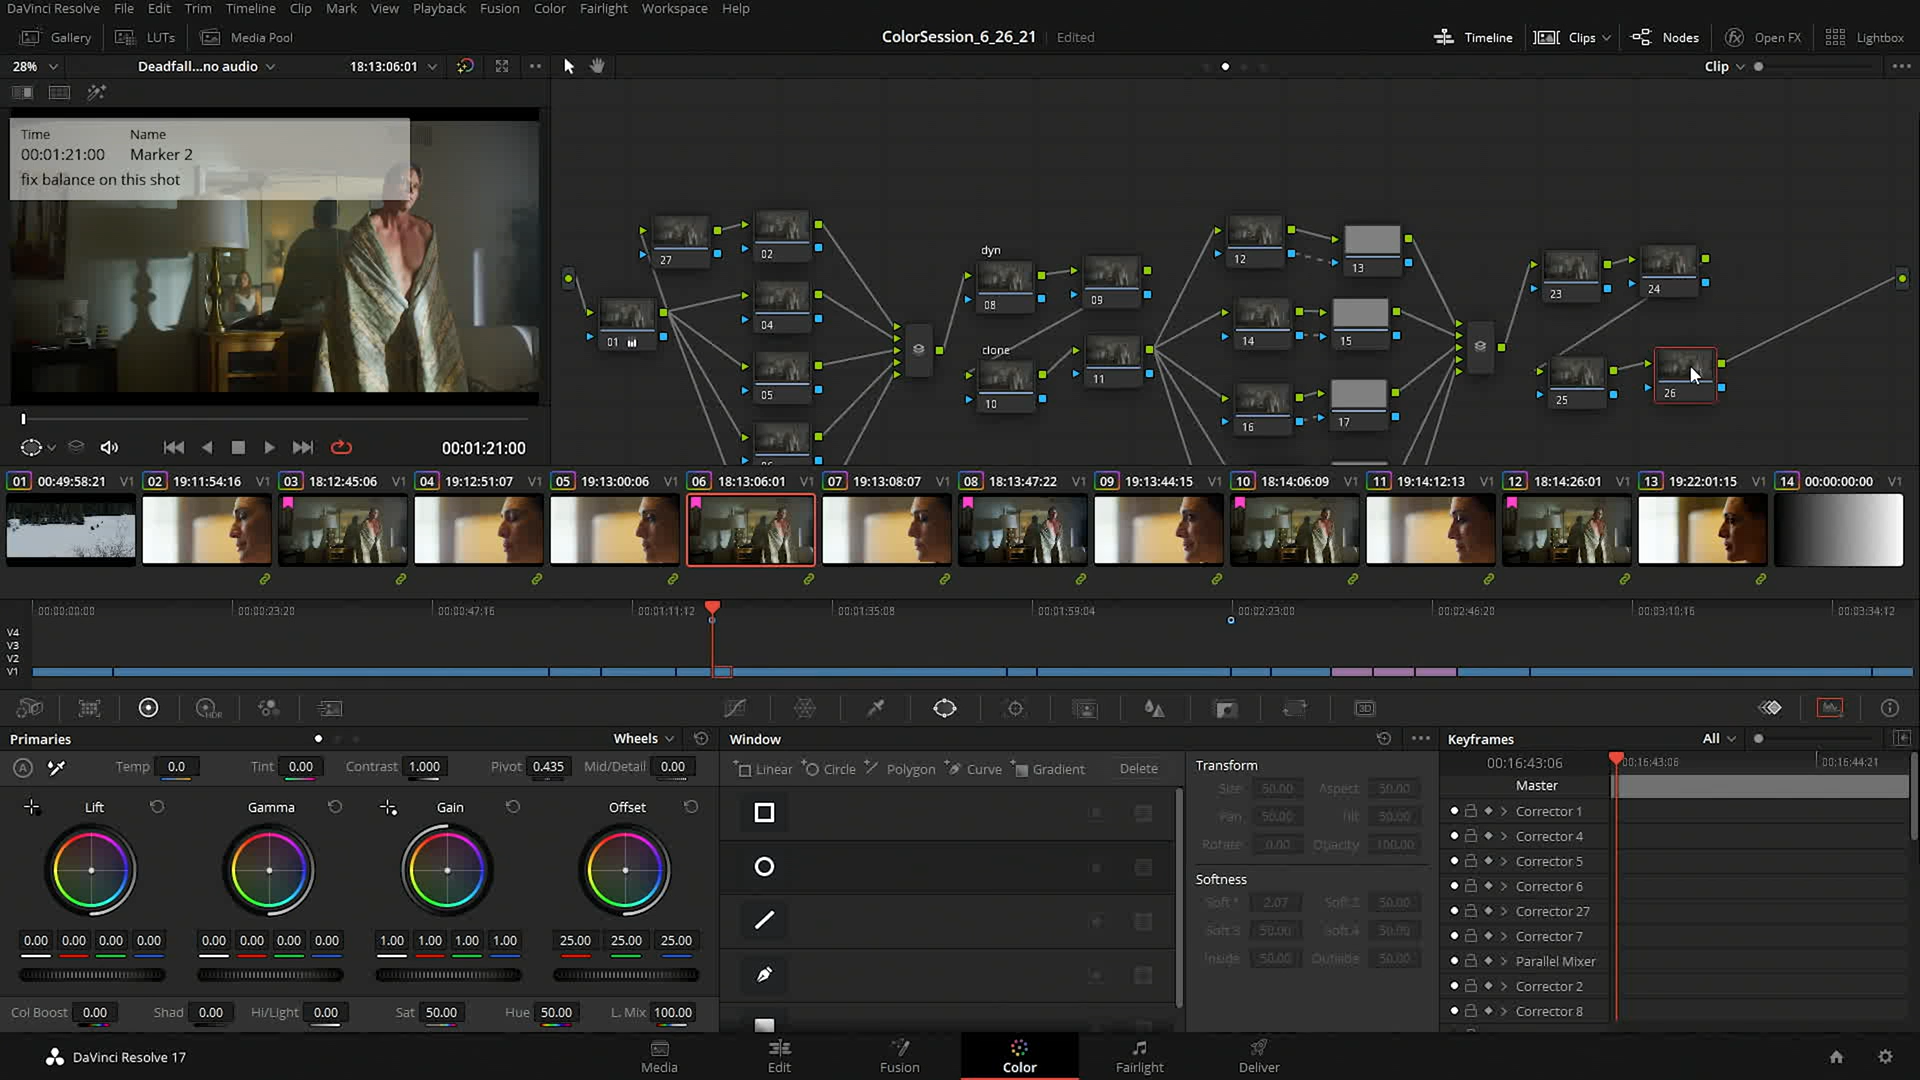 DaVinci Resolve File Edit Trim Timeline Clip Mark View Playback Fusion Color Fairlight Workspace Help
Gallery LUTs Media Pool ColorSession_6_26_21 Edited Timeline Clips Nodes Open FX Lightbox
28% Deadfall...no audio 18:13:06:01 Clip
Time Name
00:01:21:00 Marker 2
fix balance on this shot
27 02
01 04
05
dyn
08 09
clone
10 11
12 13
14 15
16 17
23 24
25 26
00:01:21:00
01 00:49:58:21 V1 02 19:11:54:16 V1 03 18:12:45:06 V1 04 19:12:51:07 V1 05 19:13:00:06 V1 06 18:13:06:01 V1 07 19:13:08:07 V1 08 18:13:47:22 V1 09 19:13:44:15 V1 10 18:14:06:09 V1 11 19:14:12:13 V1 12 18:14:26:01 V1 13 19:22:01:15 V1 14 00:00:00:00 V1
00:00:00:00 00:00:23:20 00:00:47:16 00:01:11:12 00:01:35:08 00:01:59:04 00:02:23:00 00:02:46:20 00:03:10:16 00:03:34:12
V4
V3
V2
V1
HDR 3D
Primaries Wheels
A Temp 0.0 Tint 0.00 Contrast 1.000 Pivot 0.435 Mid/Detail 0.00
Lift Gamma Gain Offset
0.00 0.00 0.00 0.00 0.00 0.00 0.00 0.00 1.00 1.00 1.00 1.00 25.00 25.00 25.00
Col Boost 0.00 Shad 0.00 Hi/Light 0.00 Sat 50.00 Hue 50.00 L. Mix 100.00
Window
Linear Circle Polygon Curve Gradient Delete
Transform
Size 50.00 Aspect 50.00
Pan 50.00 Tilt 50.00
Rotate 0.00 Opacity 100.00
Softness
Soft 1 2.07 Soft 2 50.00
Soft 3 50.00 Soft 4 50.00
Inside 50.00 Outside 50.00
Keyframes All
00:16:43:06 00:16:43:06 00:16:44:21
Master
Corrector 1
Corrector 4
Corrector 5
Corrector 6
Corrector 27
Corrector 7
Parallel Mixer
Corrector 2
Corrector 8
DaVinci Resolve 17 Media Edit Fusion Color Fairlight Deliver